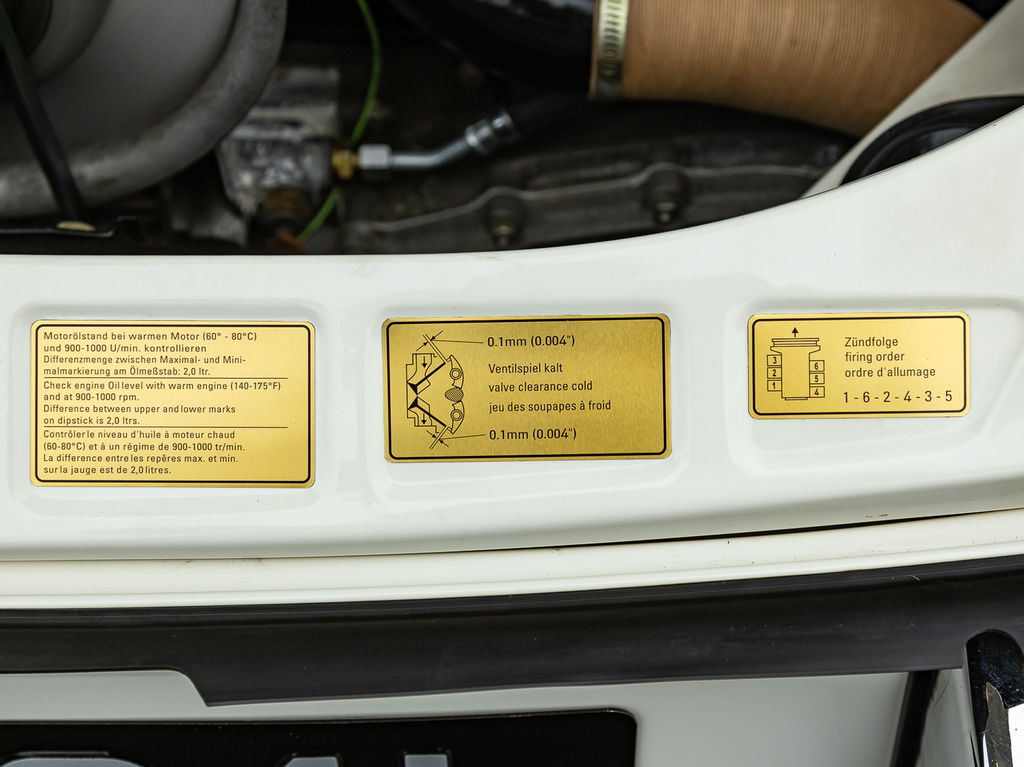 Motorölstand bei warmen Motor (60° - 80°C)
und 900-1000 U/min. kontrollieren
Differenzmenge zwischen Maximal- und Mini-
malmarkierung am Ölmeßstab: 2,0 ltr.
Check engine Oil level with warm engine (140-175°F)
and at 900-1000 rpm.
Difference between upper and lower marks
on dipstick is 2,0 ltrs.
Contrôler le niveau d'huile à moteur chaud
(60-80°C) et à un régime de 900-1000 tr/min.
La différence entre les repêres max. et min.
sur la jauge est de 2,0 litres.
0.1mm (0.004")
Ventilspiel kalt
valve clearance cold
jeu des soupapes à froid
0.1mm (0.004")
3 6
2 5
1 4
Zündfolge
firing order
ordre d'allumage
1-6-2-4-3-5